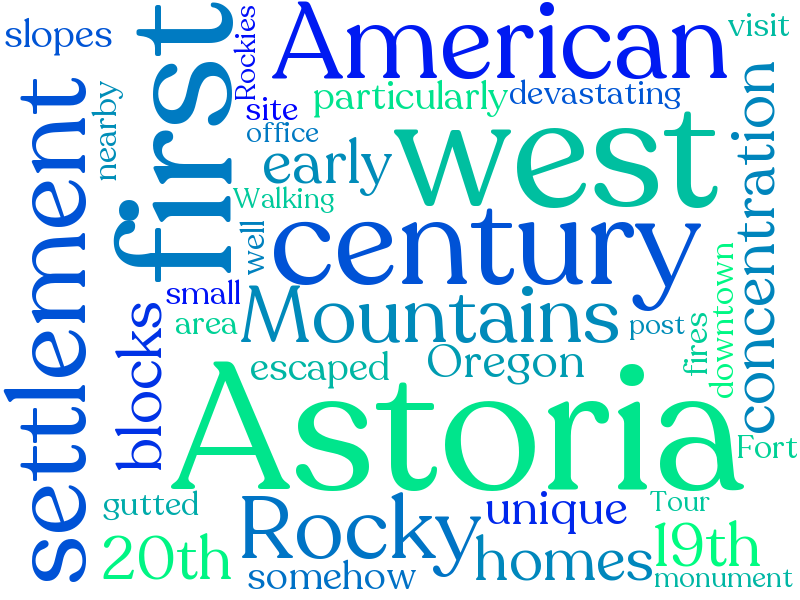 slopes
first
Rockies
American
visit
settlement
nearby
site
particularly
devastating
office
early
west
concentration
Walking
well
century
small
area
Mountains
post
downtown
fires
blocks
escaped
Oregon
Astoria
Fort
gutted
Rocky
unique
Tour
20th
somehow
homes
19th
monument